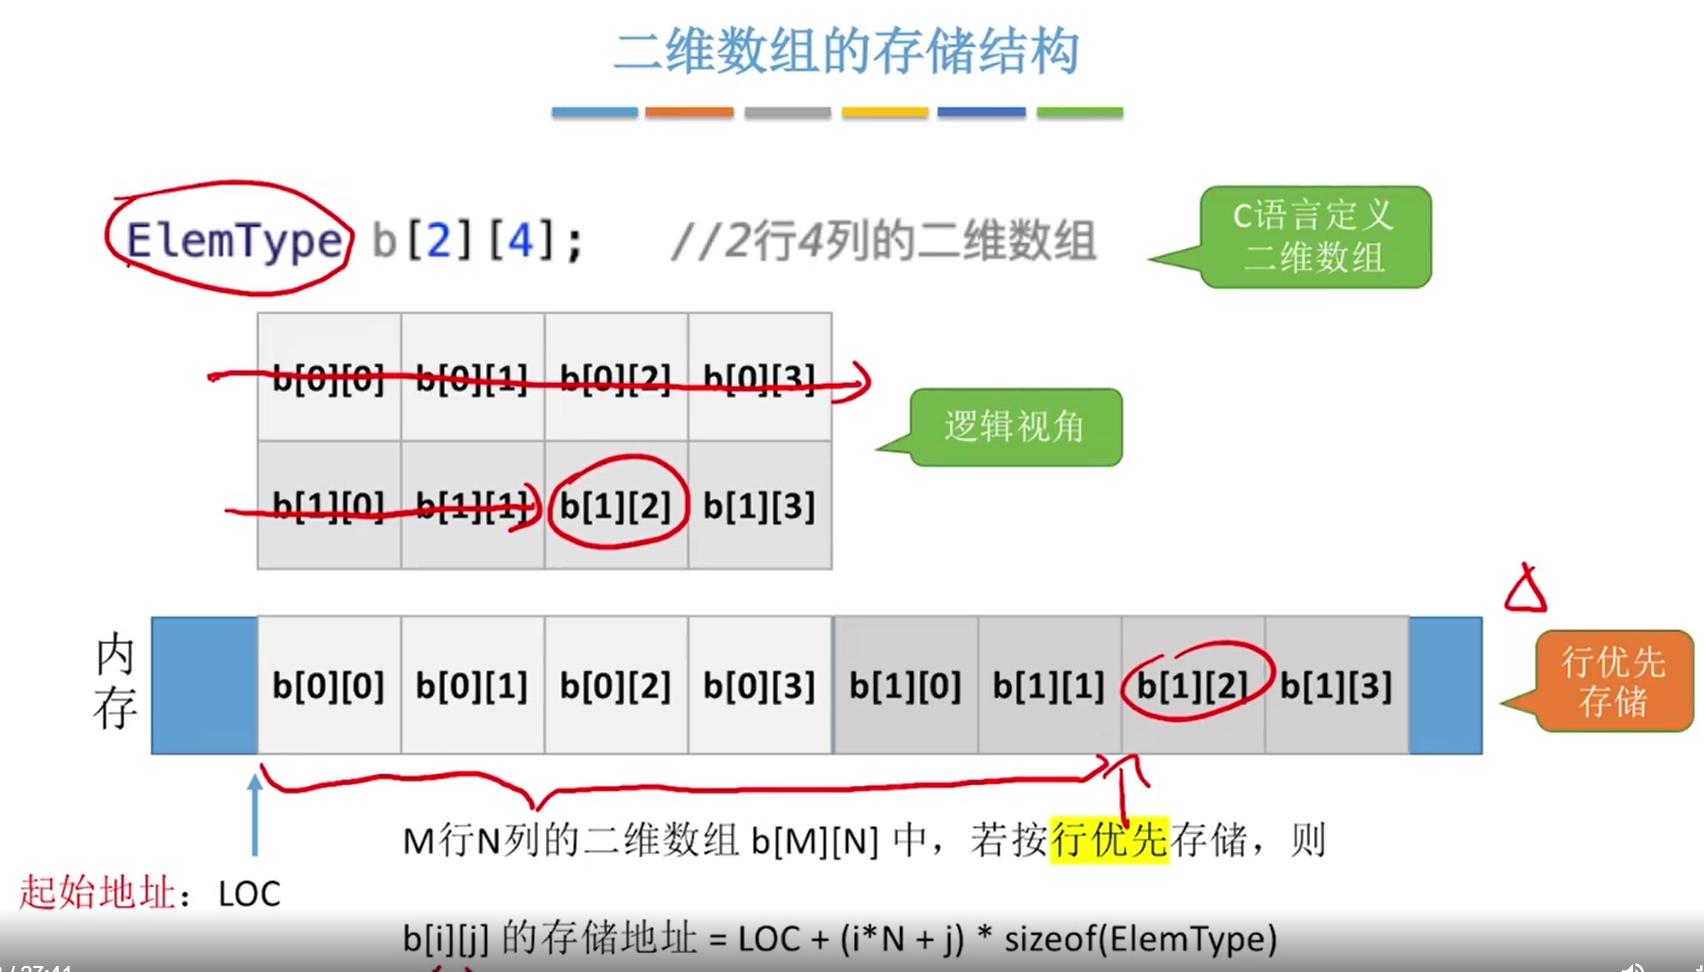 二维数组的存储结构
ElemType b[2][4]; //2行4列的二维数组
C语言定义
二维数组
b[0][0] b[0][1] b[0][2] b[0][3]
逻辑视角
b[1][0] b[1][1] b[1][2] b[1][3]
内存
b[0][0] b[0][1] b[0][2] b[0][3] b[1][0] b[1][1] b[1][2] b[1][3]
行优先
存储
M行N列的二维数组 b[M][N] 中，若按行优先存储，则
起始地址：LOC
b[i][j] 的存储地址 = LOC + (i*N + j) * sizeof(ElemType)